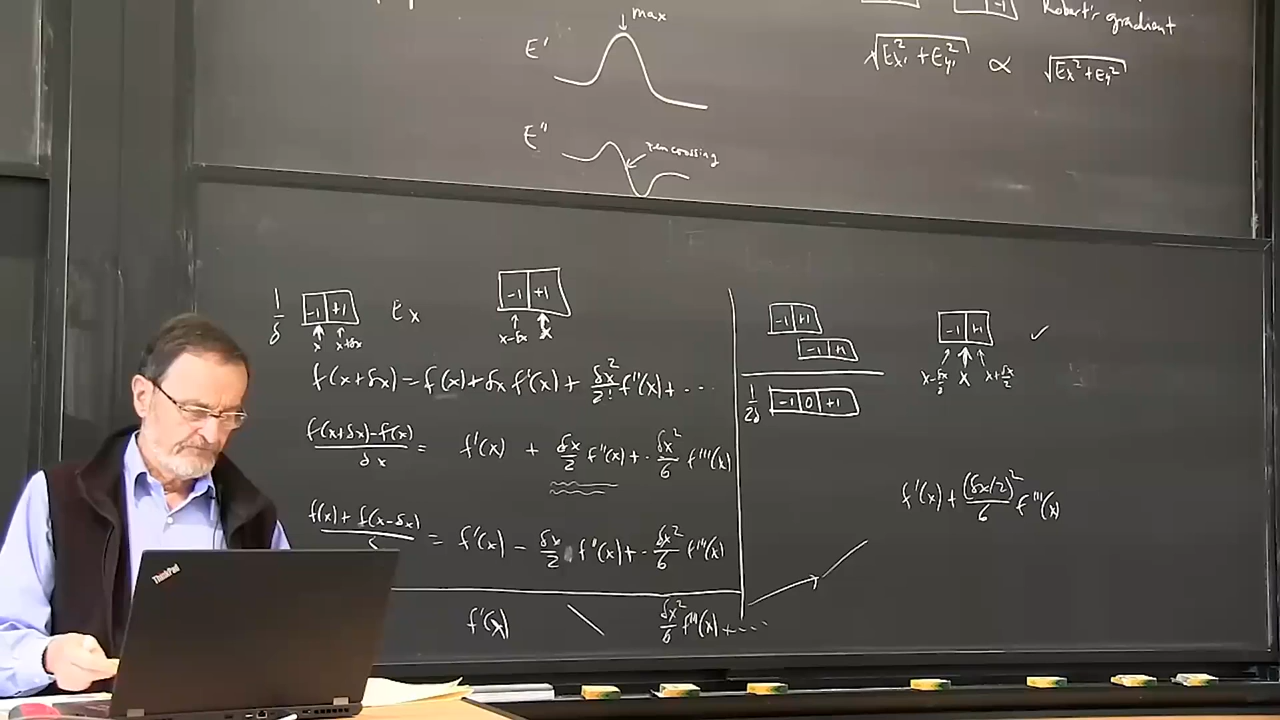 max
E'
E"
zero crossing
-1
Robert's gradient
√(Ex'² + Ey'²) ∝ √(Ex² + Ey²)
1/δ -1 +1 Ex
x x+δx
-1 +1
x-δx x
f(x+δx) = f(x) + δx f'(x) + δx²/2! f"(x) + ...
(f(x+δx) - f(x))/δx = f'(x) + δx/2 f"(x) + δx²/6 f'''(x)
= f'(x) - δx/2 f"(x) + δx²/6 f'''(x)
f'(x) δx²/6 f'''(x) + ...
-1 +1
-1 +1
1/2δ -1 0 +1
-1 +1 ✓
x-δx/2 x x+δx/2
f'(x) + (δx/2)²/6 f'''(x)
ThinkPad